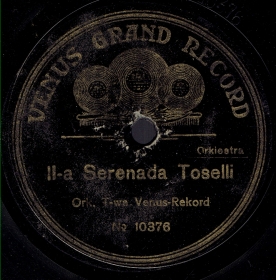 VENUS GRAND RECORD
Orkiestra
II-a Serenada Toselli
Ork. T-wa Venus-Rekord
No 10376